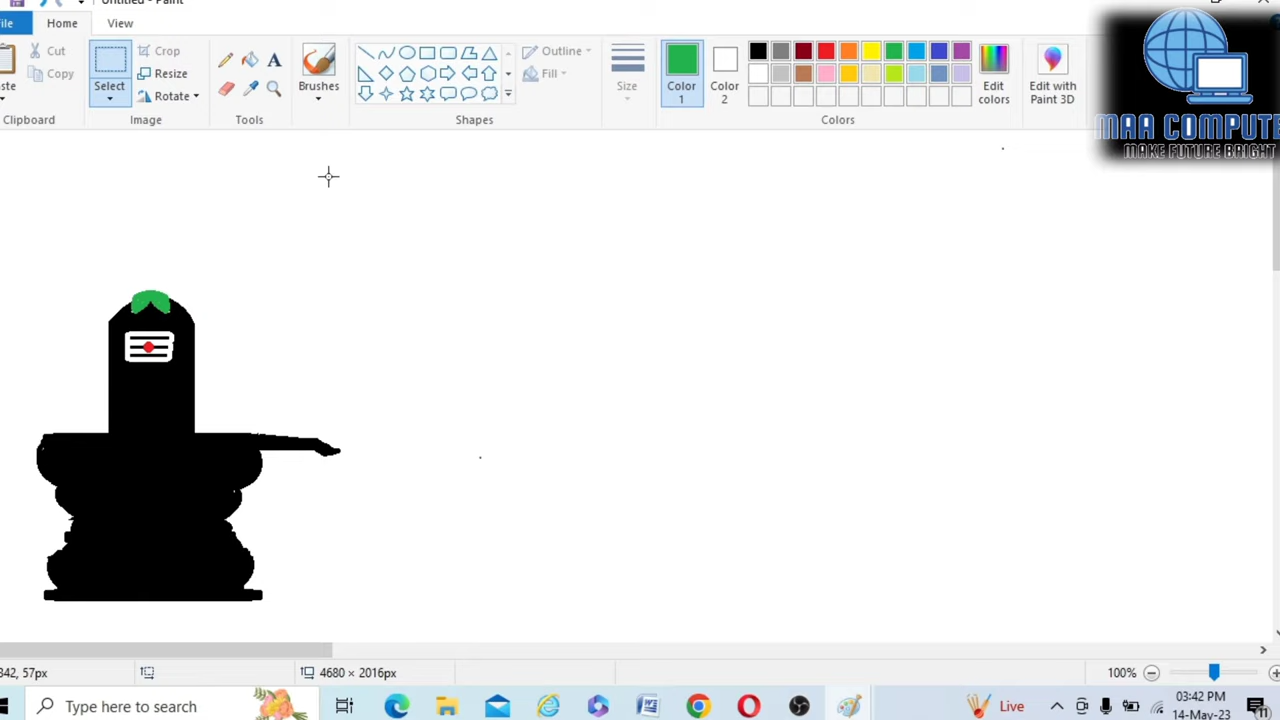 Untitled - Paint
File Home View
Cut
Copy
Clipboard
Select
Crop
Resize
Rotate
Image
Tools
Brushes
Shapes
Outline
Fill
Size
Color 1
Color 2
Colors
Edit colors
Edit with Paint 3D
MAA COMPUTE
MAKE FUTURE BRIGHT
342, 57px
4680 × 2016px
100%
Type here to search
Live
03:42 PM
14-May-23
11